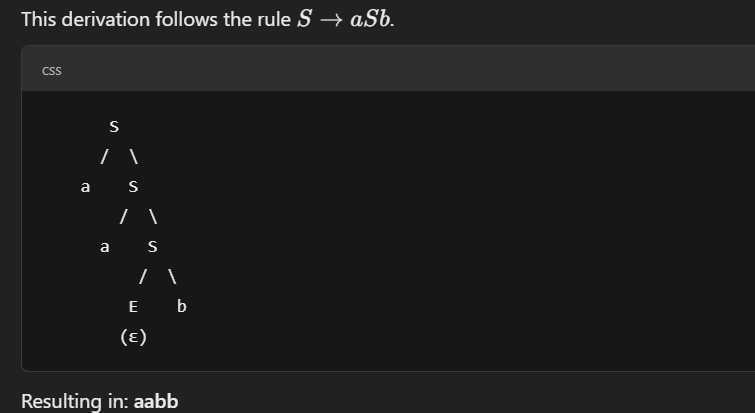 This derivation follows the rule S → aSb.
css
S
/ \
a S
/ \
a S
/ \
E b
(ε)
Resulting in: aabb